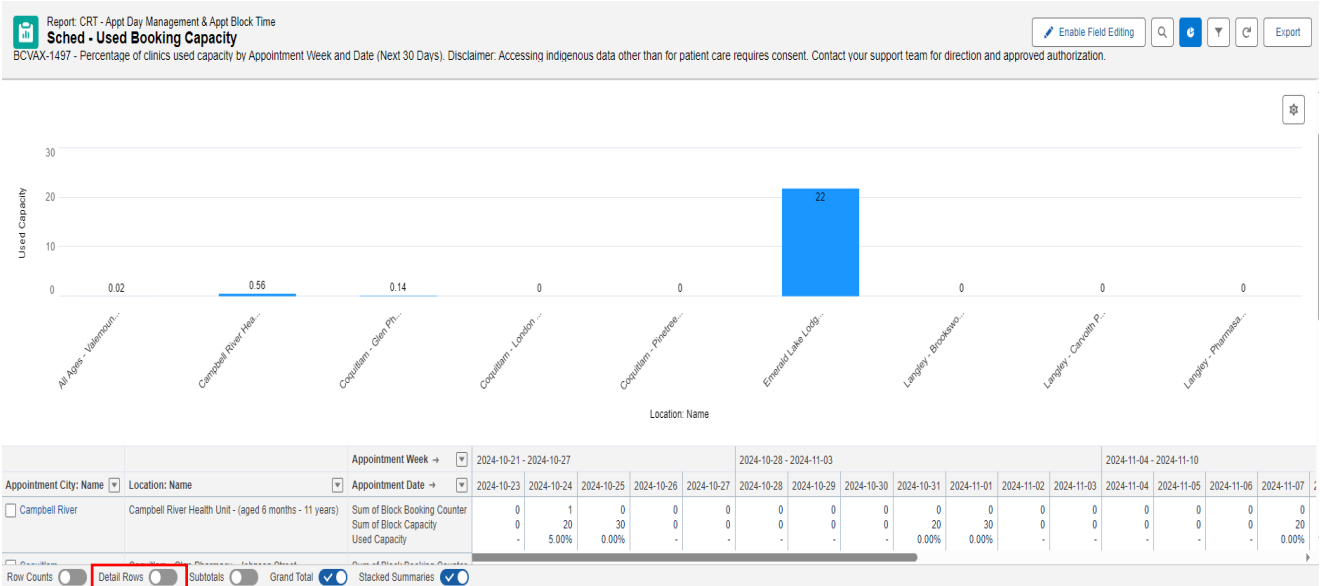 Report: CRT - Appt Day Management & Appt Block Time
Sched - Used Booking Capacity
Enable Field Editing
Export
BCVAX-1497 - Percentage of clinics used capacity by Appointment Week and Date (Next 30 Days). Disclaimer: Accessing indigenous data other than for patient care requires consent. Contact your support team for direction and approved authorization.
30
20
10
0
Used Capacity
0.02
0.56
0.14
0
0
22
0
0
0
All Ages - Valemoun...
Campbell River Hea...
Coquitlam - Glen Ph...
Coquitlam - London ...
Coquitlam - Pinetree...
Emerald Lake Lodg...
Langley - Brookswo...
Langley - Carvolth P...
Langley - Pharmasa...
Location: Name
Appointment Week → 2024-10-21 - 2024-10-27 2024-10-28 - 2024-11-03 2024-11-04 - 2024-11-10
Appointment City: Name Location: Name Appointment Date → 2024-10-23 2024-10-24 2024-10-25 2024-10-26 2024-10-27 2024-10-28 2024-10-29 2024-10-30 2024-10-31 2024-11-01 2024-11-02 2024-11-03 2024-11-04 2024-11-05 2024-11-06 2024-11-07
Campbell River Campbell River Health Unit - (aged 6 months - 11 years) Sum of Block Booking Counter 0 1 0 0 0 0 0 0 0 0 0 0 0 0 0 0
Sum of Block Capacity 0 20 30 0 0 0 0 0 20 30 0 0 0 0 0 20
Used Capacity - 5.00% 0.00% - - - - - 0.00% 0.00% - - - - - 0.00%
Row Counts Detail Rows Subtotals Grand Total Stacked Summaries